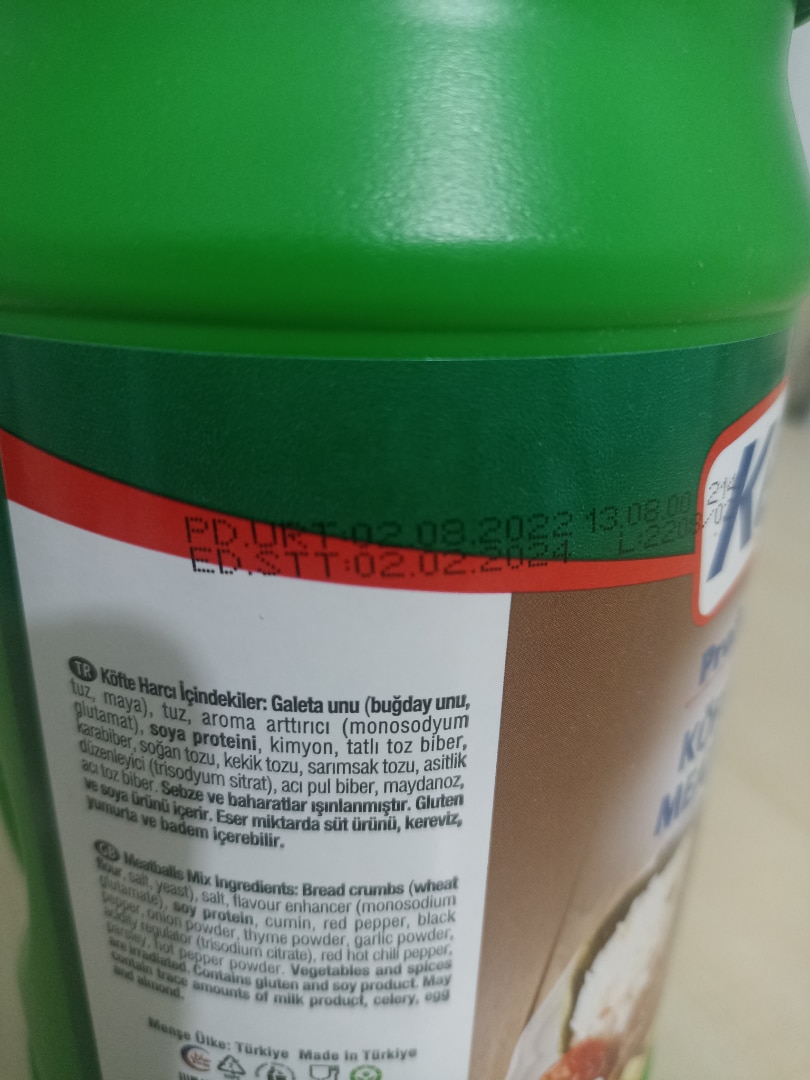 PD.ÜRT:02.08.2022 13.08.00
ED.STT:02.02.2024
K
Pro
KÖ
MEA
TR Köfte Harcı İçindekiler: Galeta unu (buğday unu,
tuz, maya), tuz, aroma arttırıcı (monosodyum
glutamat), soya proteini, kimyon, tatlı toz biber,
karabiber, soğan tozu, kekik tozu, sarımsak tozu, asitlik
düzenleyici (trisodyum sitrat), acı pul biber, maydanoz,
acı toz biber. Sebze ve baharatlar ışınlanmıştır. Gluten
ve soya ürünü içerir. Eser miktarda süt ürünü, kereviz,
yumurta ve badem içerebilir.
GB Meatballs Mix Ingredients: Bread crumbs (wheat
flour, salt, yeast), salt, flavour enhancer (monosodium
glutamate), soy protein, cumin, red pepper, black
pepper, onion powder, thyme powder, garlic powder,
acidity regulator (trisodium citrate), red hot chill pepper,
parsley, hot pepper powder. Vegetables and spices
are irradiated. Contains gluten and soy product. May
contain trace amounts of milk product, celery, egg
and almond.
Menşe Ülke: Türkiye Made in Türkiye